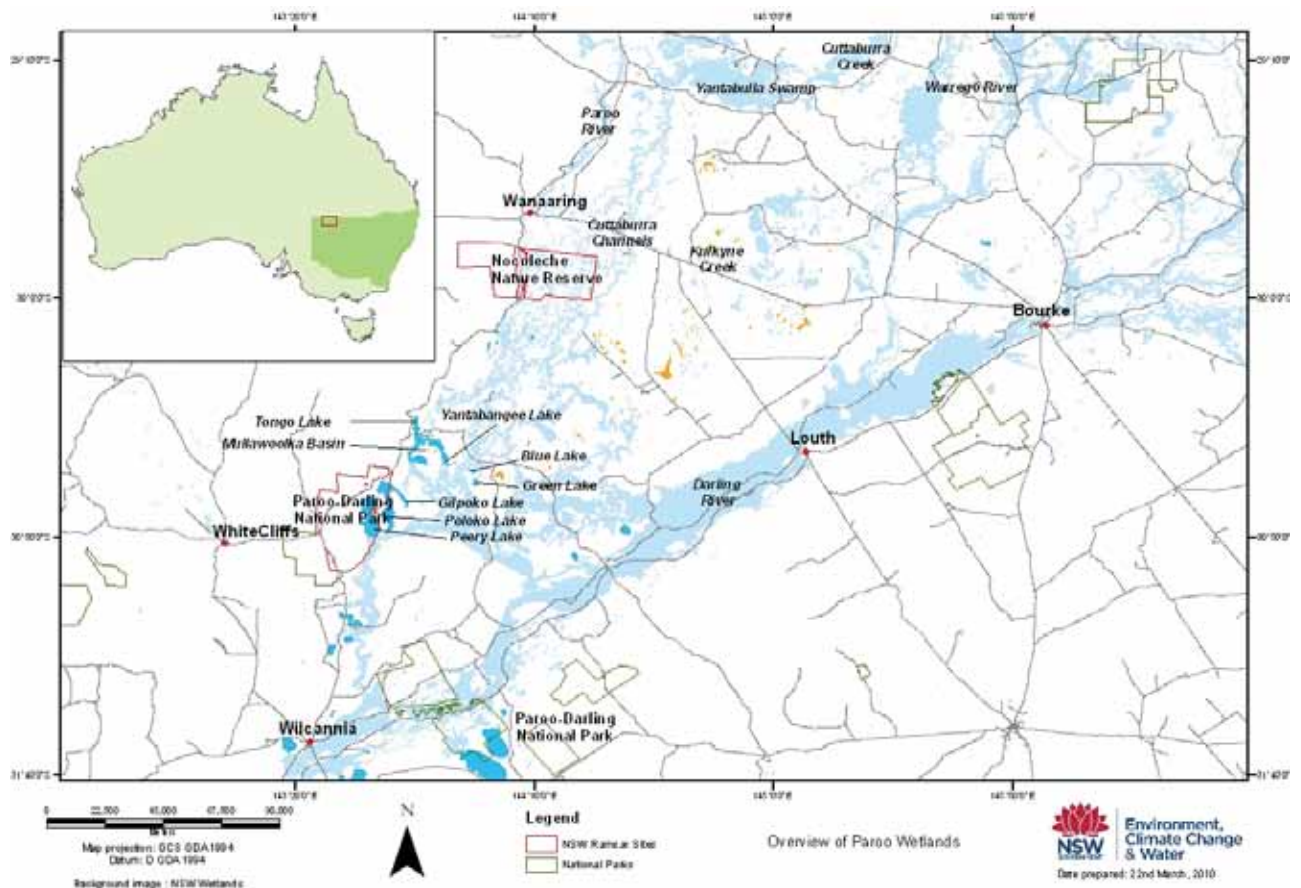 Cuttaburra
Creek
Yantabulla Swamp
Warrego River
Paroo
River
Wanaaring
Cuttaburra
Channels
Kulkyne
Creek
Nocoleche
Nature Reserve
Bourke
Tongo Lake
Yantabangee Lake
Mullawoolka Basin
Blue Lake
Louth
Green Lake
Darling
River
Paroo-Darling
National Park
Gilpoko Lake
Poloko Lake
Peery Lake
WhiteCliffs
Wilcannia
Paroo-Darling
National Park
N
Legend
NSW Ramsar Sites
National Parks
Map projection: GCS GDA 1994
Datum: D GDA 1994
Background image : NSW Wetlands
Overview of Paroo Wetlands
NSW
Environment,
Climate Change
& Water
Date prepared: 22nd March, 2010